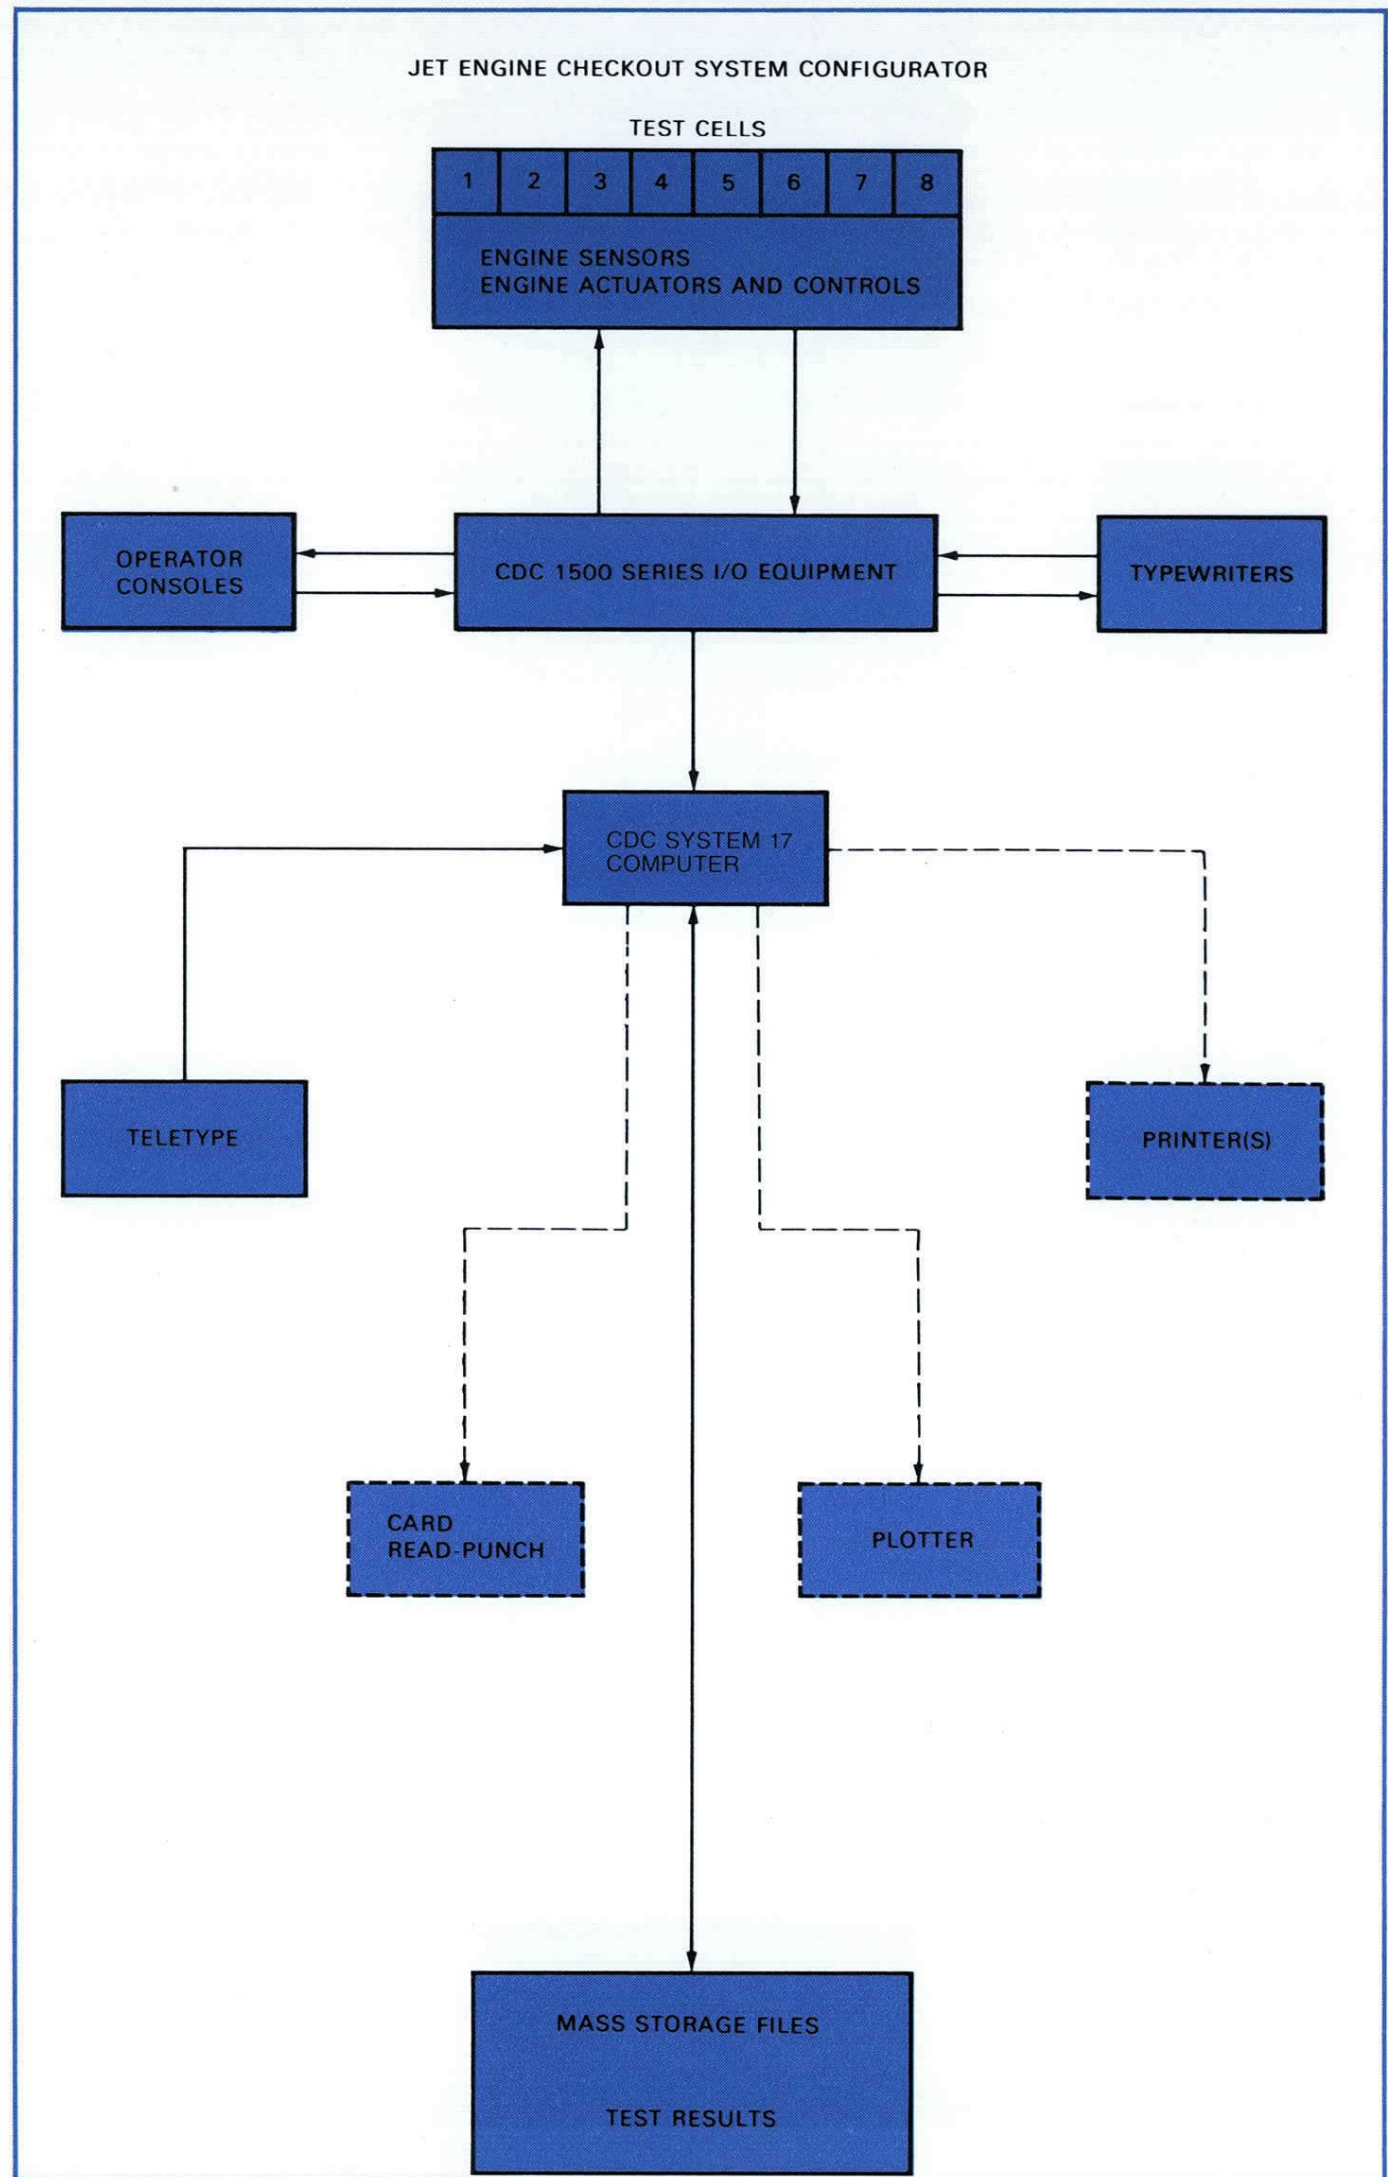 JET ENGINE CHECKOUT SYSTEM CONFIGURATOR
TEST CELLS
1 2 3 4 5 6 7 8
ENGINE SENSORS
ENGINE ACTUATORS AND CONTROLS
OPERATOR
CONSOLES
CDC 1500 SERIES I/O EQUIPMENT
TYPEWRITERS
CDC SYSTEM 17
COMPUTER
TELETYPE
PRINTER(S)
CARD
READ-PUNCH
PLOTTER
MASS STORAGE FILES
TEST RESULTS